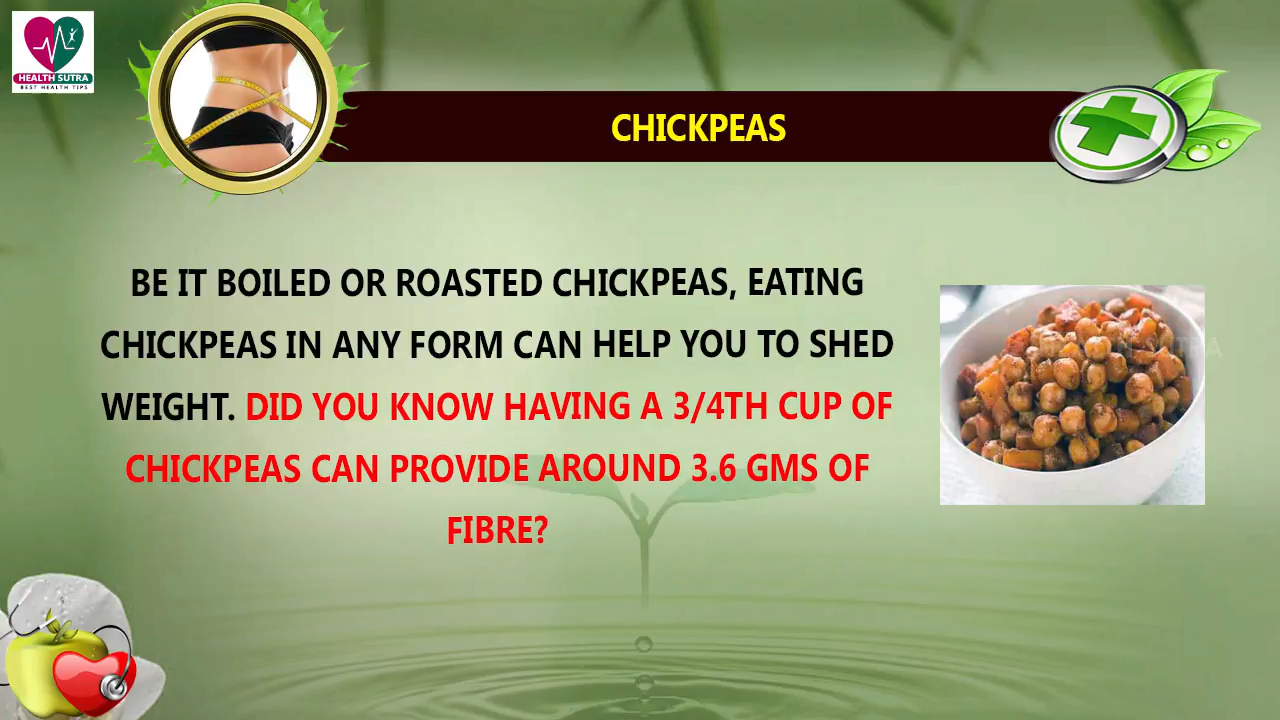 HEALTH SUTRA
BEST HEALTH TIPS
CHICKPEAS
BE IT BOILED OR ROASTED CHICKPEAS, EATING
CHICKPEAS IN ANY FORM CAN HELP YOU TO SHED
WEIGHT. DID YOU KNOW HAVING A 3/4TH CUP OF
CHICKPEAS CAN PROVIDE AROUND 3.6 GMS OF
FIBRE?